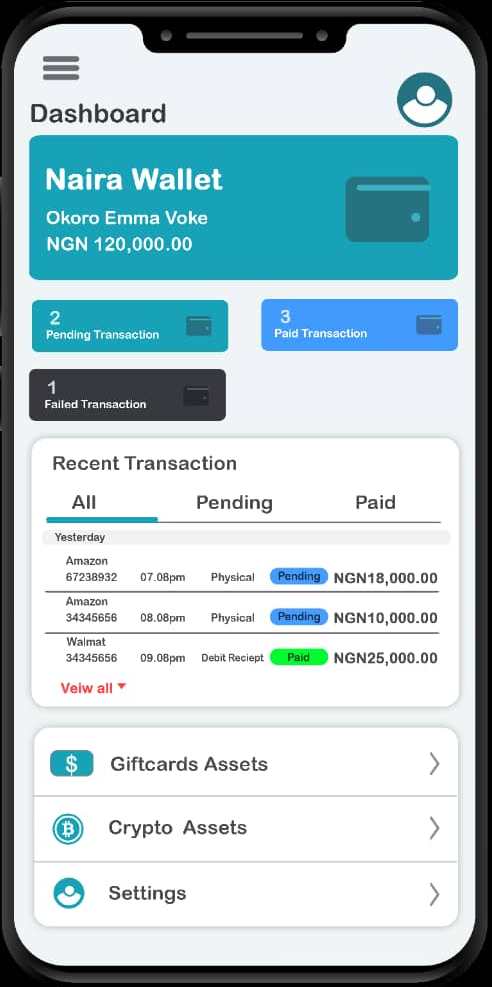 Dashboard
Naira Wallet
Okoro Emma Voke
NGN 120,000.00
2
Pending Transaction
3
Paid Transaction
1
Failed Transaction
Recent Transaction
All Pending Paid
Yesterday
Amazon
67238932 07.08pm Physical Pending NGN18,000.00
Amazon
34345656 08.08pm Physical Pending NGN10,000.00
Walmat
34345656 09.08pm Debit Reciept Paid NGN25,000.00
Veiw all
$ Giftcards Assets
Crypto Assets
Settings